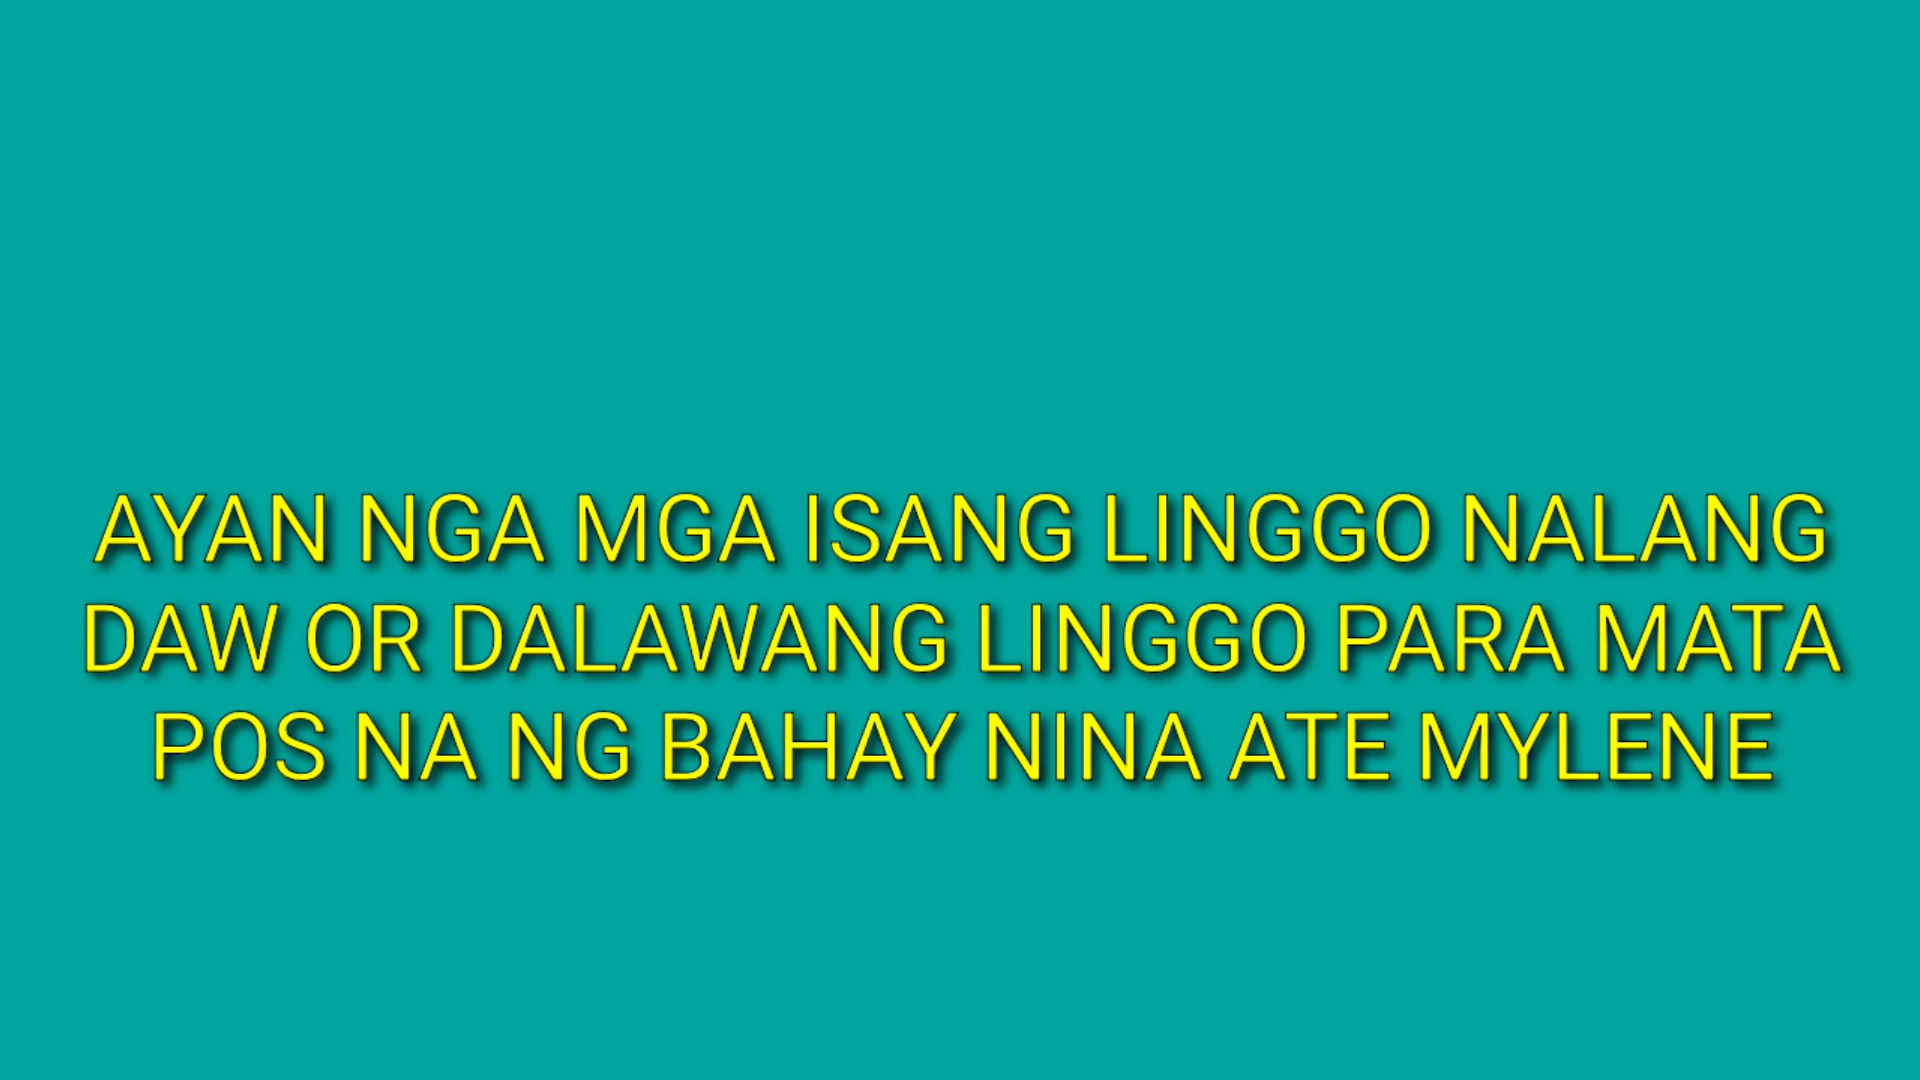 AYAN NGA MGA ISANG LINGGO NALANG
DAW OR DALAWANG LINGGO PARA MATA
POS NA NG BAHAY NINA ATE MYLENE